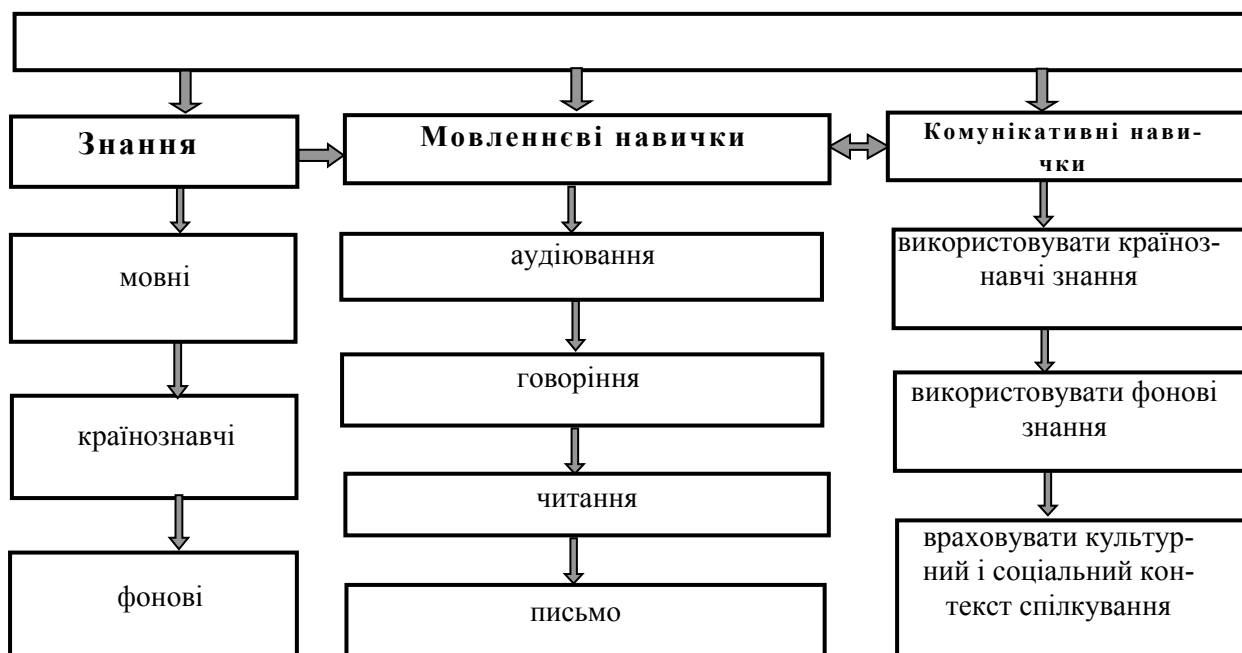 Знання
Мовленнєві навички
Комунікативні нави-
чки
мовні
країнознавчі
фонові
аудіювання
говоріння
читання
письмо
використовувати країноз-
навчі знання
використовувати фонові
знання
враховувати культур-
ний і соціальний кон-
текст спілкування